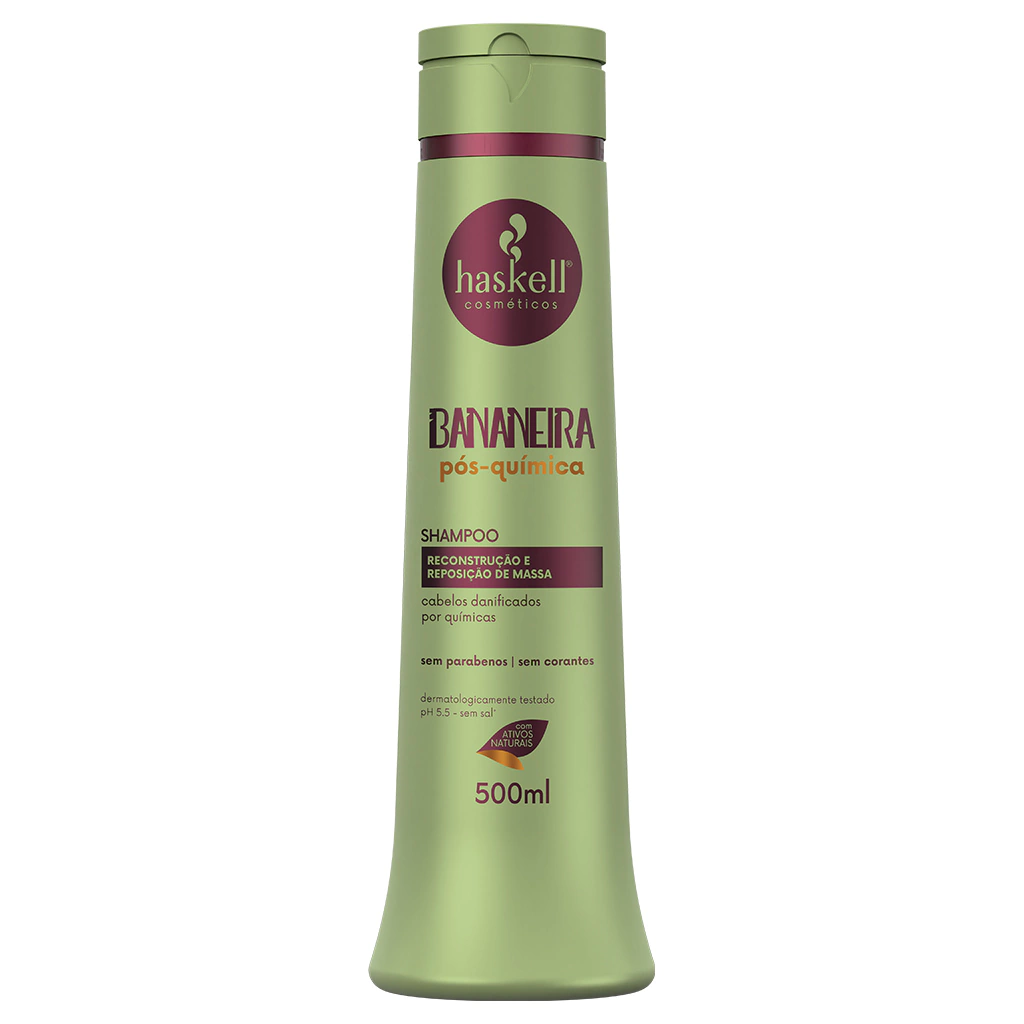 haskell®
cosméticos
BANANEIRA
pós-química
SHAMPOO
RECONSTRUÇÃO E
REPOSIÇÃO DE MASSA
cabelos danificados
por químicas
sem parabenos | sem corantes
dermatologicamente testado
pH 5.5 - sem sal*
com
ATIVOS
NATURAIS
500ml